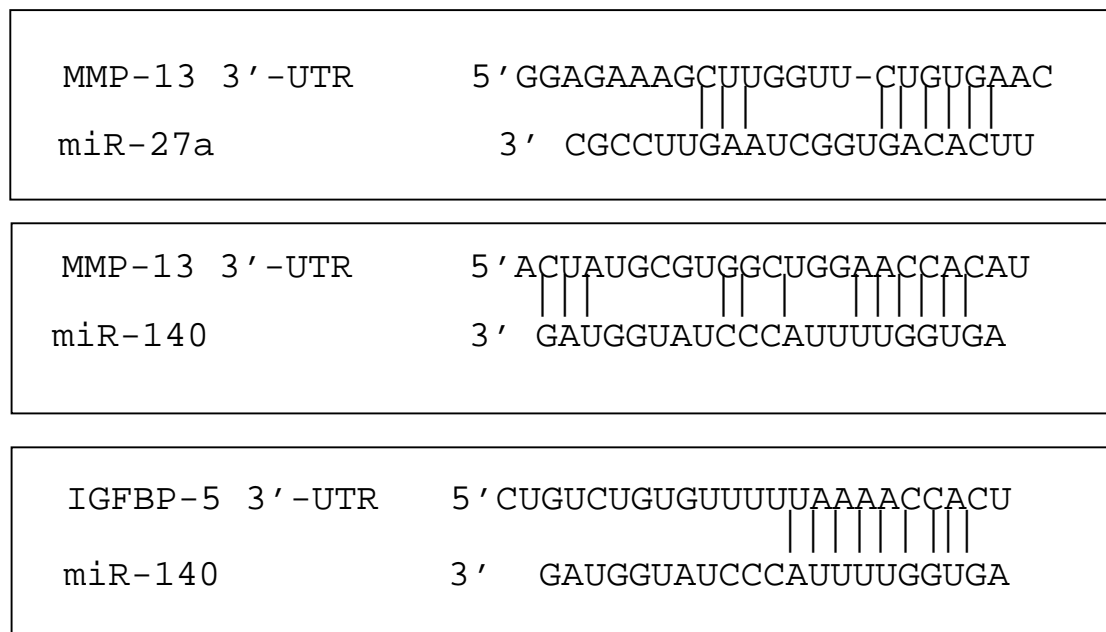 MMP-13 3′-UTR 5′GGAGAAAGCUUGGUU-CUGUGAAC
miR-27a 3′ CGCCUUGAAUCGGUGACACUU
MMP-13 3′-UTR 5′ACUAUGCGUGGCUGGAACCACAU
miR-140 3′ GAUGGUAUCCCAUUUUGGUGA
IGFBP-5 3′-UTR 5′CUGUCUGUGUUUUUAAAACCACU
miR-140 3′ GAUGGUAUCCCAUUUUGGUGA